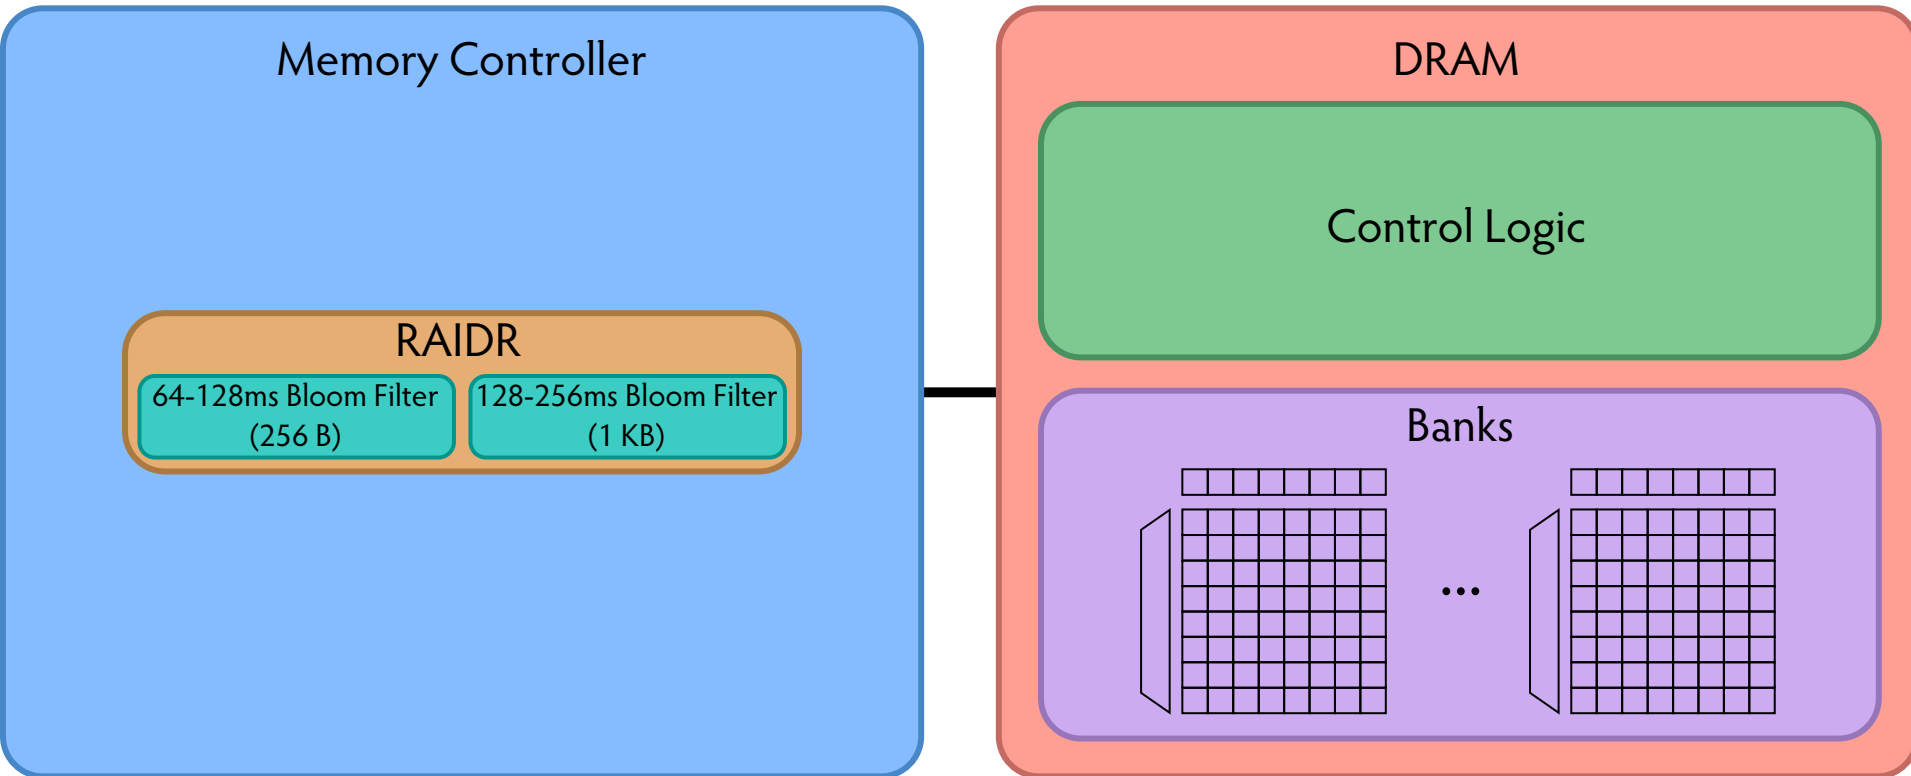 Memory Controller
RAIDR
64-128ms Bloom Filter
(256 B)
128-256ms Bloom Filter
(1 KB)
DRAM
Control Logic
Banks
...